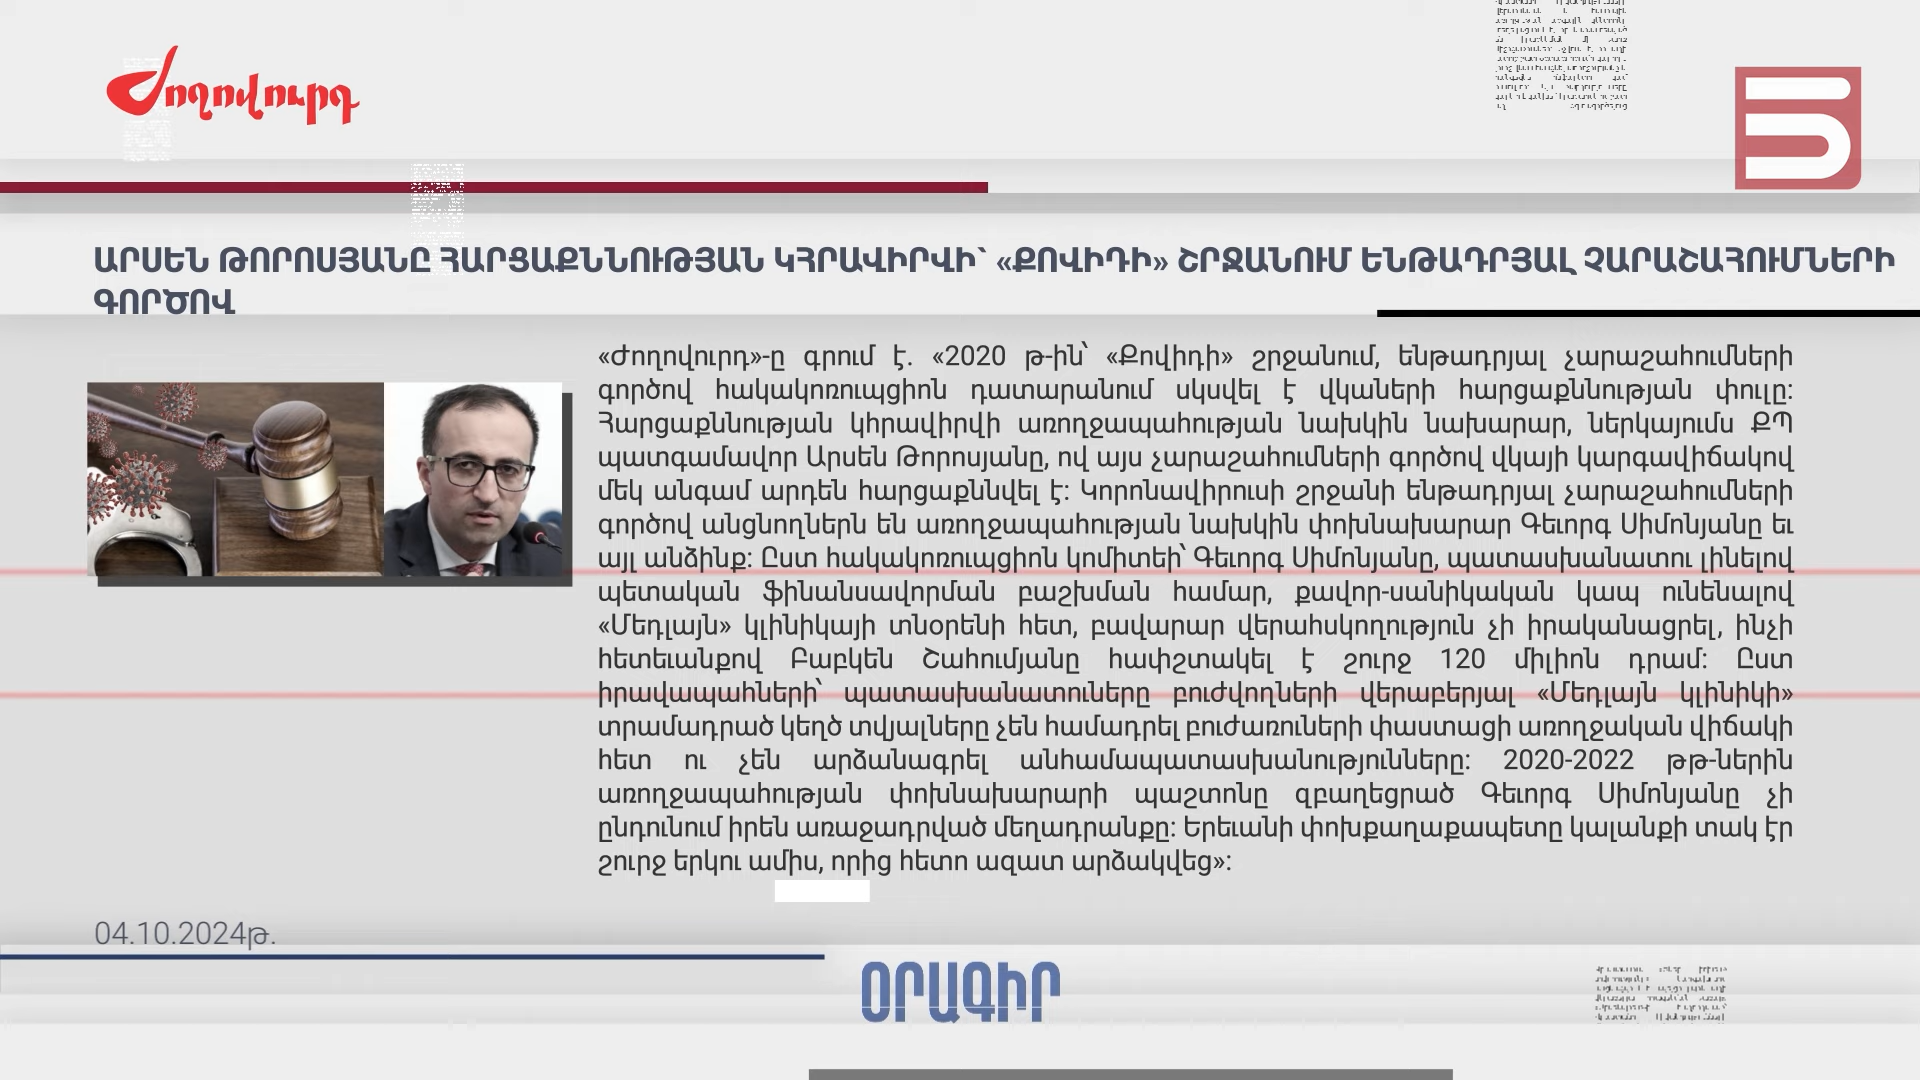 Ժողովուրդ
ԱՐՍԵՆ ԹՈՐՈՍՅԱՆԸ ՀԱՐՑԱՔՆՆՈՒԹՅԱՆ ԿՀՐԱՎԻՐՎԻ՝ «ՔՈՎԻԴԻ» ՇՐՋԱՆՈՒՄ ԵՆԹԱԴՐՅԱԼ ՉԱՐԱՇԱՀՈՒՄՆԵՐԻ
ԳՈՐԾՈՎ
«Ժողովուրդ»-ը գրում է. «2020 թ-ին՝ «Քովիդի» շրջանում, ենթադրյալ չարաշահումների
գործով հակակոռուպցիոն դատարանում սկսվել է վկաների հարցաքննության փուլը:
Հարցաքննության կհրավիրվի առողջապահության նախկին նախարար, ներկայումս ՔՊ
պատգամավոր Արսեն Թորոսյանը, ով այս չարաշահումների գործով վկայի կարգավիճակով
մեկ անգամ արդեն հարցաքննվել է: Կորոնավիրուսի շրջանի ենթադրյալ չարաշահումների
գործով անցնողներն են առողջապահության նախկին փոխնախարար Գեւորգ Սիմոնյանը եւ
այլ անձինք: Ըստ հակակոռուպցիոն կոմիտեի՝ Գեւորգ Սիմոնյանը, պատասխանատու լինելով
պետական ֆինանսավորման բաշխման համար, քավոր-սանիկական կապ ունենալով
«Մեդլայն» կլինիկայի տնօրենի հետ, բավարար վերահսկողություն չի իրականացրել, ինչի
հետեւանքով Բաբկեն Շահումյանը հափշտակել է շուրջ 120 միլիոն դրամ: Ըստ
իրավապահների՝ պատասխանատուները բուժվողների վերաբերյալ «Մեդլայն կլինիկի»
տրամադրած կեղծ տվյալները չեն համադրել բուժառուների փաստացի առողջական վիճակի
հետ ու չեն արձանագրել անհամապատասխանությունները: 2020-2022 թթ-ներին
առողջապահության փոխնախարարի պաշտոնը զբաղեցրած Գեւորգ Սիմոնյանը չի
ընդունում իրեն առաջադրված մեղադրանքը: Երեւանի փոխքաղաքապետը կալանքի տակ էր
շուրջ երկու ամիս, որից հետո ազատ արձակվեց»:
04.10.2024թ.
ՕՐԱԳԻՐ